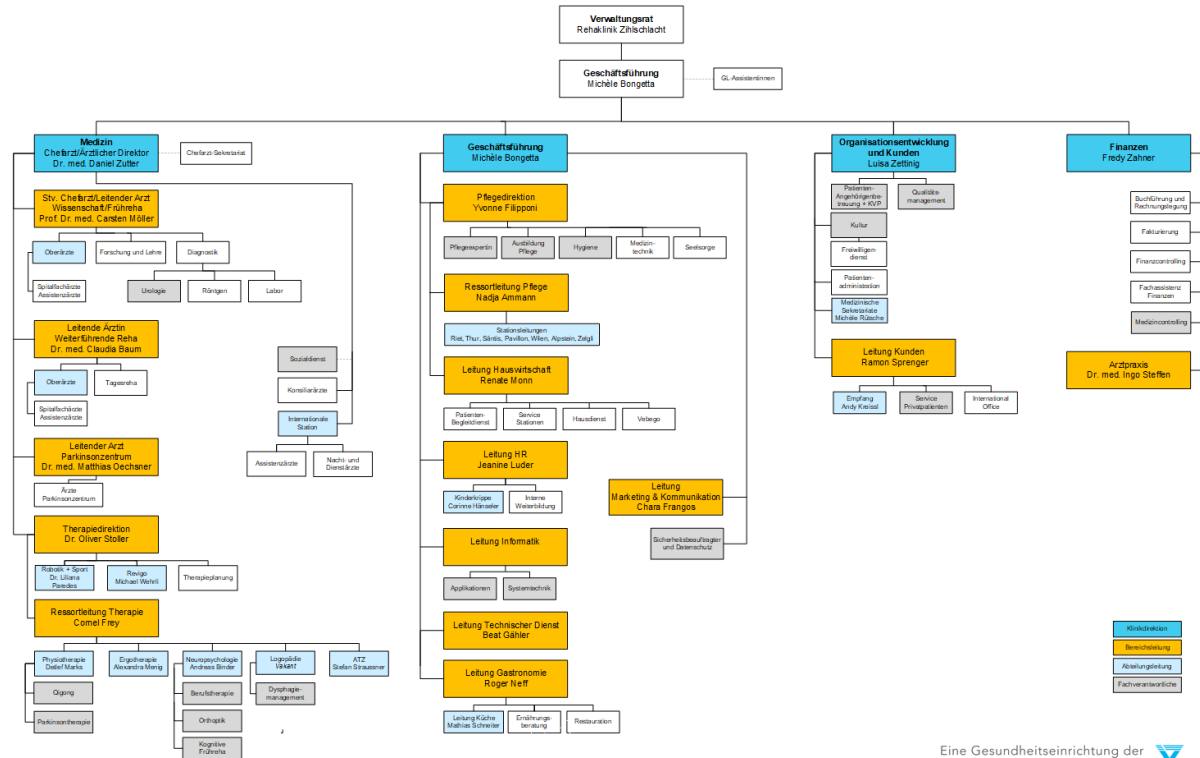 Verwaltungsrat
Rehaklinik Zihlschlacht
Geschäftsführung
Michèle Bongetta
GL-Assistentinnen
Medizin
Chefarzt/Ärztlicher Direktor
Dr. med. Daniel Zutter
Chefarzt-Sekretariat
Stv. Chefarzt/Leitender Arzt
Wissenschaft/Frühreha
Prof. Dr. med. Carsten Möller
Oberärzte
Forschung und Lehre
Diagnostik
Spitalfachärzte
Assistenzärzte
Urologie
Röntgen
Labor
Leitende Ärztin
Weiterführende Reha
Dr. med. Claudia Baum
Oberärzte
Tagesreha
Spitalfachärzte
Assistenzärzte
Sozialdienst
Konsiliarärzte
Internationale
Station
Assistenzärzte
Nacht- und
Dienstärzte
Leitender Arzt
Parkinsonzentrum
Dr. med. Matthias Oechsner
Ärzte
Parkinsonzentrum
Therapiedirektion
Dr. Oliver Stoller
Robotik + Sport
Dr. Liliana
Paredes
Revigo
Michael Wehrli
Therapieplanung
Ressortleitung Therapie
Cornel Frey
Physiotherapie
Detlef Marks
Ergotherapie
Alexandra Menig
Neuropsychologie
Andreas Binder
Logopädie
Vakant
ATZ
Stefan Straussner
Qigong
Parkinsontherapie
Berufstherapie
Orthoptik
Kognitive
Frühreha
Dysphagie-
management
Geschäftsführung
Michèle Bongetta
Pflegedirektion
Yvonne Filipponi
Pflegeexpertin
Ausbildung
Pflege
Hygiene
Medizin-
technik
Seelsorge
Ressortleitung Pflege
Nadja Ammann
Stationsleitungen
Riet, Thur, Säntis, Pavillon, Wilen, Alpstein, Zelgli
Leitung Hauswirtschaft
Renate Monn
Patienten-
Begleitdienst
Service
Stationen
Hausdienst
Vebego
Leitung HR
Jeanine Luder
Kinderkrippe
Corinne Hänseler
Interne
Weiterbildung
Leitung
Marketing & Kommunikation
Chara Frangos
Sicherheitsbeauftragter
und Datenschutz
Leitung Informatik
Applikationen
Systemtechnik
Leitung Technischer Dienst
Beat Gähler
Leitung Gastronomie
Roger Neff
Leitung Küche
Mathias Schneiter
Ernährungs-
beratung
Restauration
Organisationsentwicklung
und Kunden
Luisa Zettinig
Patienten-
Angehörigenbe-
treuung + KVP
Qualitäts-
management
Kultur
Freiwilligen-
dienst
Patienten-
administration
Medizinische
Sekretariate
Michèle Rütsche
Leitung Kunden
Ramon Sprenger
Empfang
Andy Kreissl
Service
Privatpatienten
International
Office
Finanzen
Fredy Zahner
Buchführung und
Rechnungslegung
Fakturierung
Finanzcontrolling
Fachassistenz
Finanzen
Medizincontrolling
Arztpraxis
Dr. med. Ingo Steffen
Klinikdirektion
Bereichsleitung
Abteilungsleitung
Fachverantwortliche
Eine Gesundheitseinrichtung der